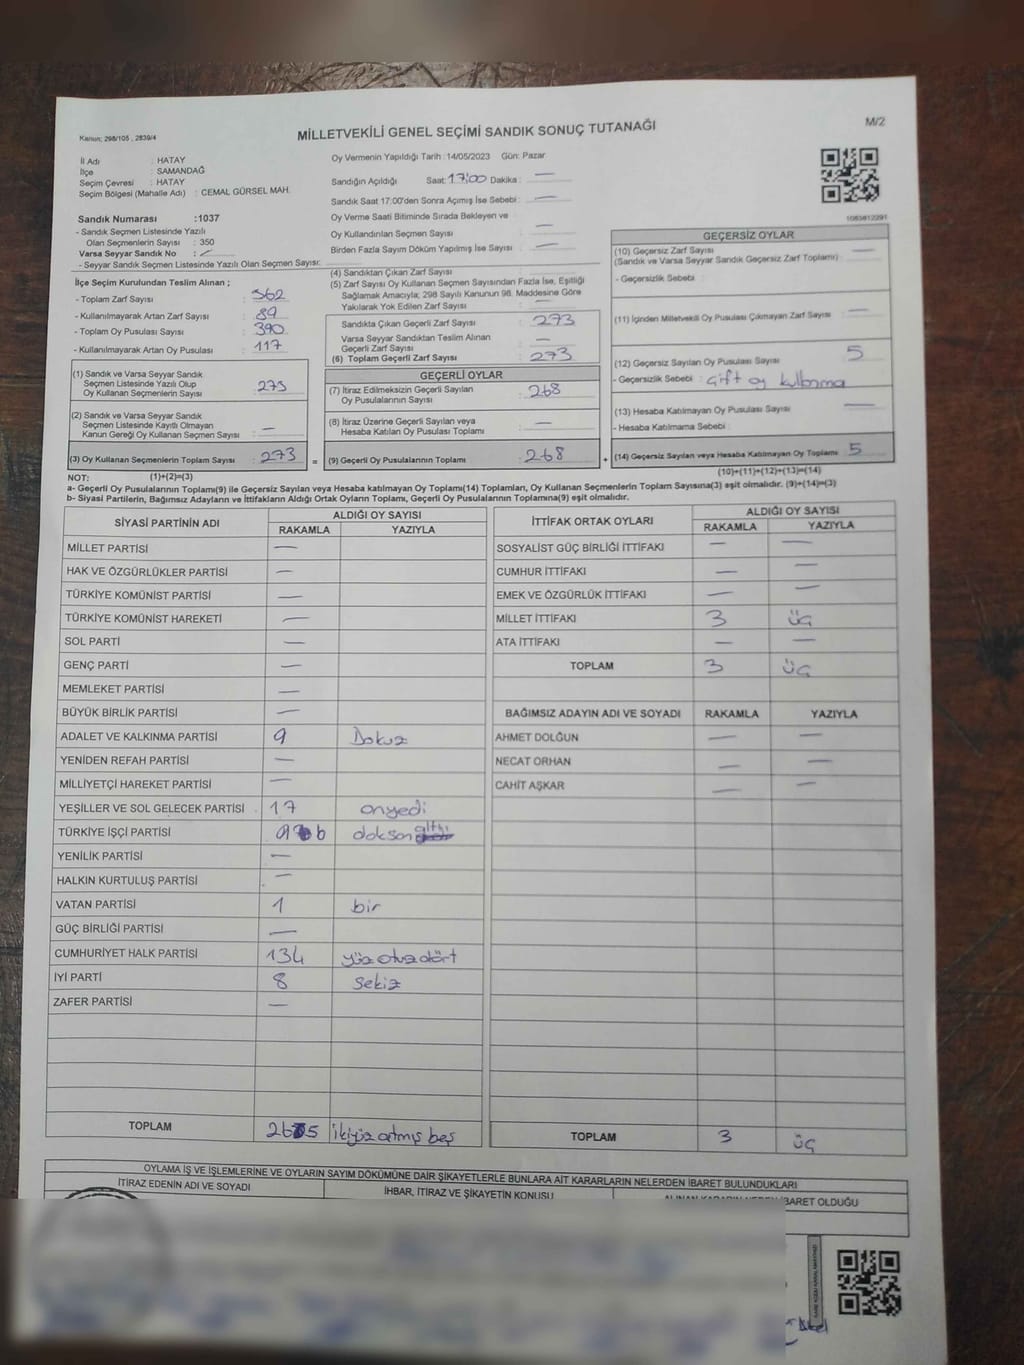 Kanun: 298/105 , 2839/4
MİLLETVEKİLİ GENEL SEÇİMİ SANDIK SONUÇ TUTANAĞI
M/2
İl Adı : HATAY
İlçe : SAMANDAĞ
Seçim Çevresi : HATAY
Seçim Bölgesi (Mahalle Adı) : CEMAL GÜRSEL MAH.
Sandık Numarası :1037
- Sandık Seçmen Listesinde Yazılı
Olan Seçmenlerin Sayısı : 350
Varsa Seyyar Sandık No : —
- Seyyar Sandık Seçmen Listesinde Yazılı Olan Seçmen Sayısı:
İlçe Seçim Kurulundan Teslim Alınan ;
- Toplam Zarf Sayısı : 362
- Kullanılmayarak Artan Zarf Sayısı : 89
- Toplam Oy Pusulası Sayısı : 390
- Kullanılmayarak Artan Oy Pusulası : 117
(1) Sandık ve Varsa Seyyar Sandık
Seçmen Listesinde Yazılı Olup
Oy Kullanan Seçmenlerin Sayısı : 273
(2) Sandık ve Varsa Seyyar Sandık
Seçmen Listesinde Kayıtlı Olmayan
Kanun Gereği Oy Kullanan Seçmen Sayısı : —
(3) Oy Kullanan Seçmenlerin Toplam Sayısı : 273
Oy Vermenin Yapıldığı Tarih : 14/05/2023 Gün: Pazar
Sandığın Açıldığı Saat: 17:00 Dakika : —
Sandık Saat 17.00'den Sonra Açımış İse Sebebi : —
Oy Verme Saati Bitiminde Sırada Bekleyen ve
Oy Kullandırılan Seçmen Sayısı : —
Birden Fazla Sayım Döküm Yapılmış İse Sayısı : —
(4) Sandıktan Çıkan Zarf Sayısı :
(5) Zarf Sayısı Oy Kullanan Seçmen Sayısından Fazla İse, Eşitliği
Sağlamak Amacıyla; 298 Sayılı Kanunun 98. Maddesine Göre
Yakılarak Yok Edilen Zarf Sayısı : —
Sandıkta Çıkan Geçerli Zarf Sayısı : 273
Varsa Seyyar Sandıktan Teslim Alınan
Geçerli Zarf Sayısı : —
(6) Toplam Geçerli Zarf Sayısı : 273
GEÇERLİ OYLAR
(7) İtiraz Edilmeksizin Geçerli Sayılan
Oy Pusulalarının Sayısı : 268
(8) İtiraz Üzerine Geçerli Sayılan veya
Hesaba Katılan Oy Pusulası Toplamı : —
= (9) Geçerli Oy Pusulalarının Toplamı : 268 +
1083812291
GEÇERSİZ OYLAR
(10) Geçersiz Zarf Sayısı : —
(Sandık ve Varsa Seyyar Sandık Geçersiz Zarf Toplamı)
- Geçersizlik Sebebi :
(11) İçinden Milletvekili Oy Pusulası Çıkmayan Zarf Sayısı : —
(12) Geçersiz Sayılan Oy Pusulası Sayısı : 5
- Geçersizlik Sebebi : Çift oy kullanma
(13) Hesaba Katılmayan Oy Pusulası Sayısı : —
- Hesaba Katılmama Sebebi :
(14) Geçersiz Sayılan veya Hesaba Katılmayan Oy Toplamı : 5
NOT: (1)+(2)=(3)
(10)+(11)+(12)+(13)=(14)
a- Geçerli Oy Pusulalarının Toplamı(9) ile Geçersiz Sayılan veya Hesaba katılmayan Oy Toplamı(14) Toplamları, Oy Kullanan Seçmenlerin Toplam Sayısına(3) eşit olmalıdır. (9)+(14)=(3)
b- Siyasi Partilerin, Bağımsız Adayların ve İttifakların Aldığı Ortak Oyların Toplamı, Geçerli Oy Pusulalarının Toplamına(9) eşit olmalıdır.
SİYASİ PARTİNİN ADI ALDIĞI OY SAYISI
RAKAMLA YAZIYLA
MİLLET PARTİSİ —
HAK VE ÖZGÜRLÜKLER PARTİSİ —
TÜRKİYE KOMÜNİST PARTİSİ —
TÜRKİYE KOMÜNİST HAREKETİ —
SOL PARTİ —
GENÇ PARTİ —
MEMLEKET PARTİSİ —
BÜYÜK BİRLİK PARTİSİ —
ADALET VE KALKINMA PARTİSİ 9 Dokuz
YENİDEN REFAH PARTİSİ —
MİLLİYETÇİ HAREKET PARTİSİ —
YEŞİLLER VE SOL GELECEK PARTİSİ 17 onyedi
TÜRKİYE İŞÇİ PARTİSİ 96 doksan altı
YENİLİK PARTİSİ —
HALKIN KURTULUŞ PARTİSİ —
VATAN PARTİSİ 1 bir
GÜÇ BİRLİĞİ PARTİSİ —
CUMHURİYET HALK PARTİSİ 134 yüzotuzdört
İYİ PARTİ 8 sekiz
ZAFER PARTİSİ —
TOPLAM 265 ikiyüz altmış beş
İTTİFAK ORTAK OYLARI ALDIĞI OY SAYISI
RAKAMLA YAZIYLA
SOSYALİST GÜÇ BİRLİĞİ İTTİFAKI — —
CUMHUR İTTİFAKI — —
EMEK VE ÖZGÜRLÜK İTTİFAKI — —
MİLLET İTTİFAKI 3 üç
ATA İTTİFAKI — —
TOPLAM 3 üç
BAĞIMSIZ ADAYIN ADI VE SOYADI RAKAMLA YAZIYLA
AHMET DOLĞUN — —
NECAT ORHAN — —
CAHİT AŞKAR — —
TOPLAM 3 üç
OYLAMA İŞ VE İŞLEMLERİNE VE OYLARIN SAYIM DÖKÜMÜNE DAİR ŞİKAYETLERLE BUNLARA AİT KARARLARIN NELERDEN İBARET BULUNDUKLARI
İTİRAZ EDENİN ADI VE SOYADI İHBAR, İTİRAZ VE ŞİKAYETİN KONUSU İBARET OLDUĞU